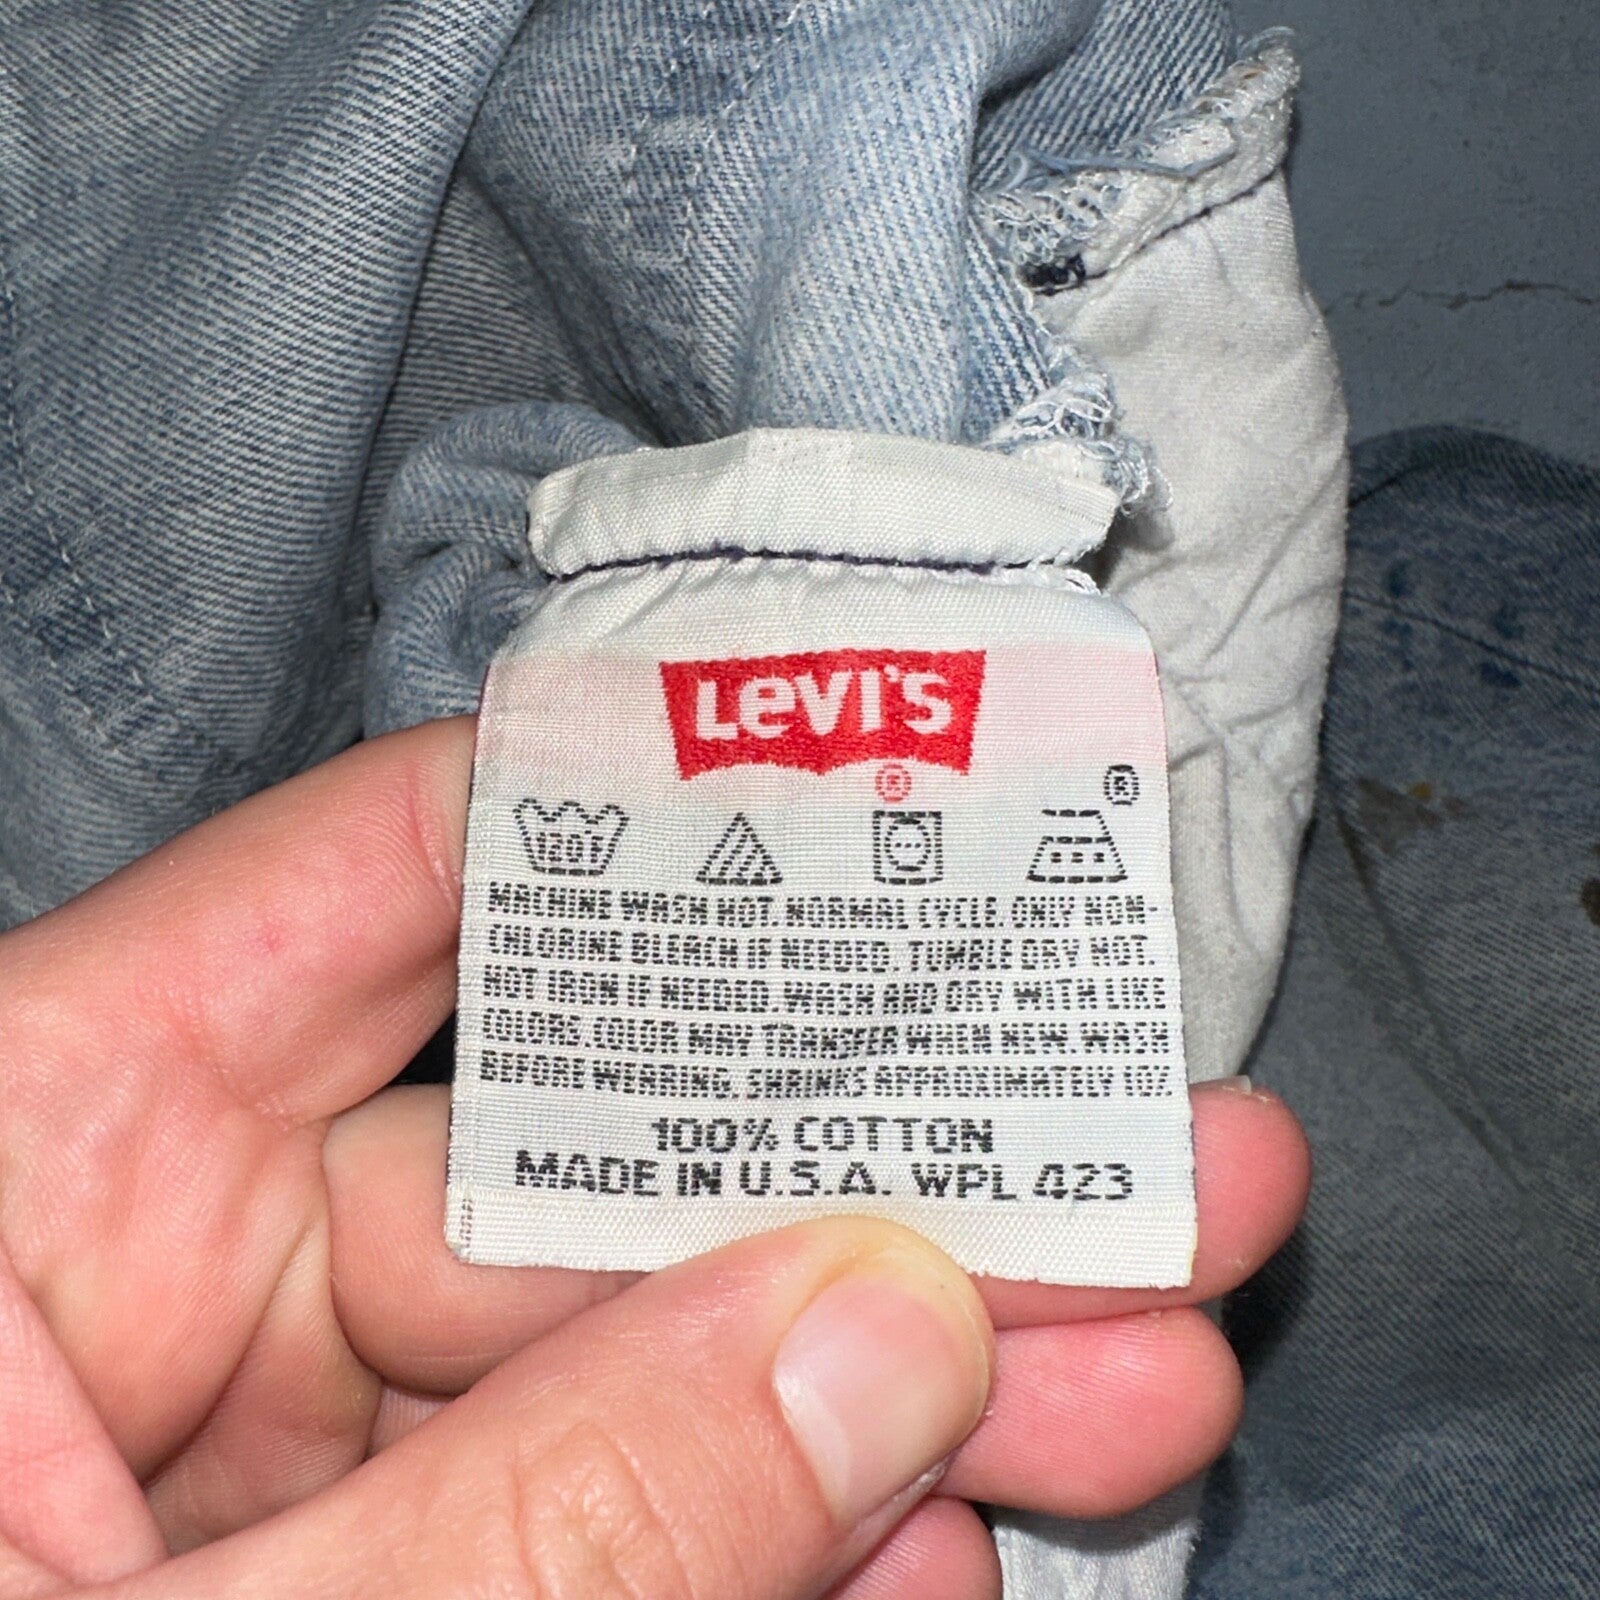 Levi's
®
®
120F
MACHINE WASH HOT. NORMAL CYCLE. ONLY NON-
CHLORINE BLEACH IF NEEDED. TUMBLE DRY HOT.
HOT IRON IF NEEDED. WASH AND DRY WITH LIKE
COLORS. COLOR MAY TRANSFER WHEN NEW. WASH
BEFORE WEARING. SHRINKS APPROXIMATELY 10%
100% COTTON
MADE IN U.S.A. WPL 423